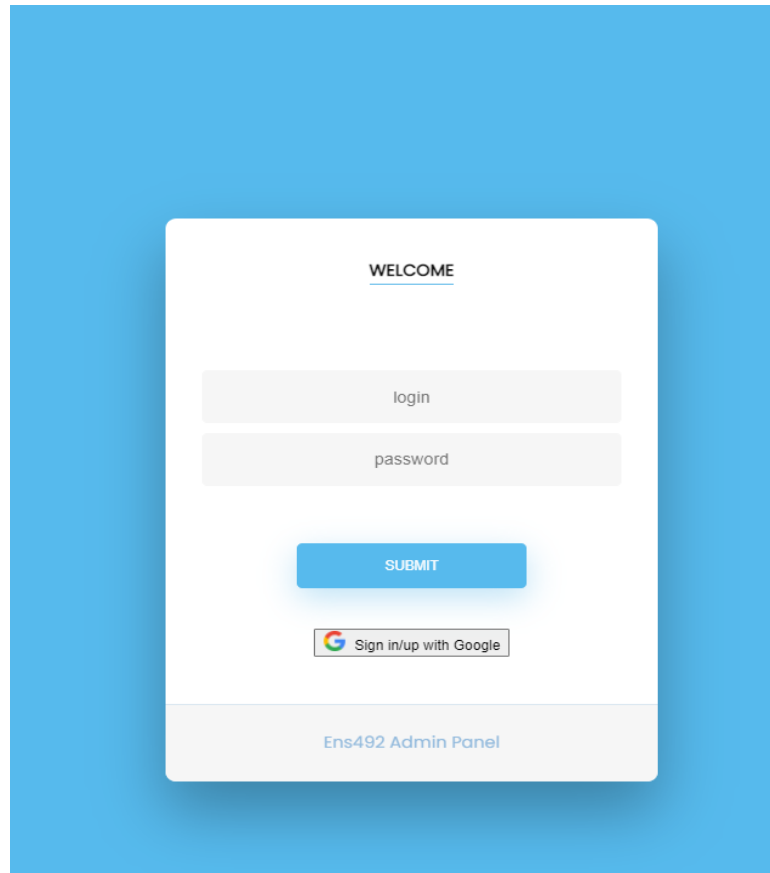 WELCOME
login
password
SUBMIT
Sign in/up with Google
Ens492 Admin Panel